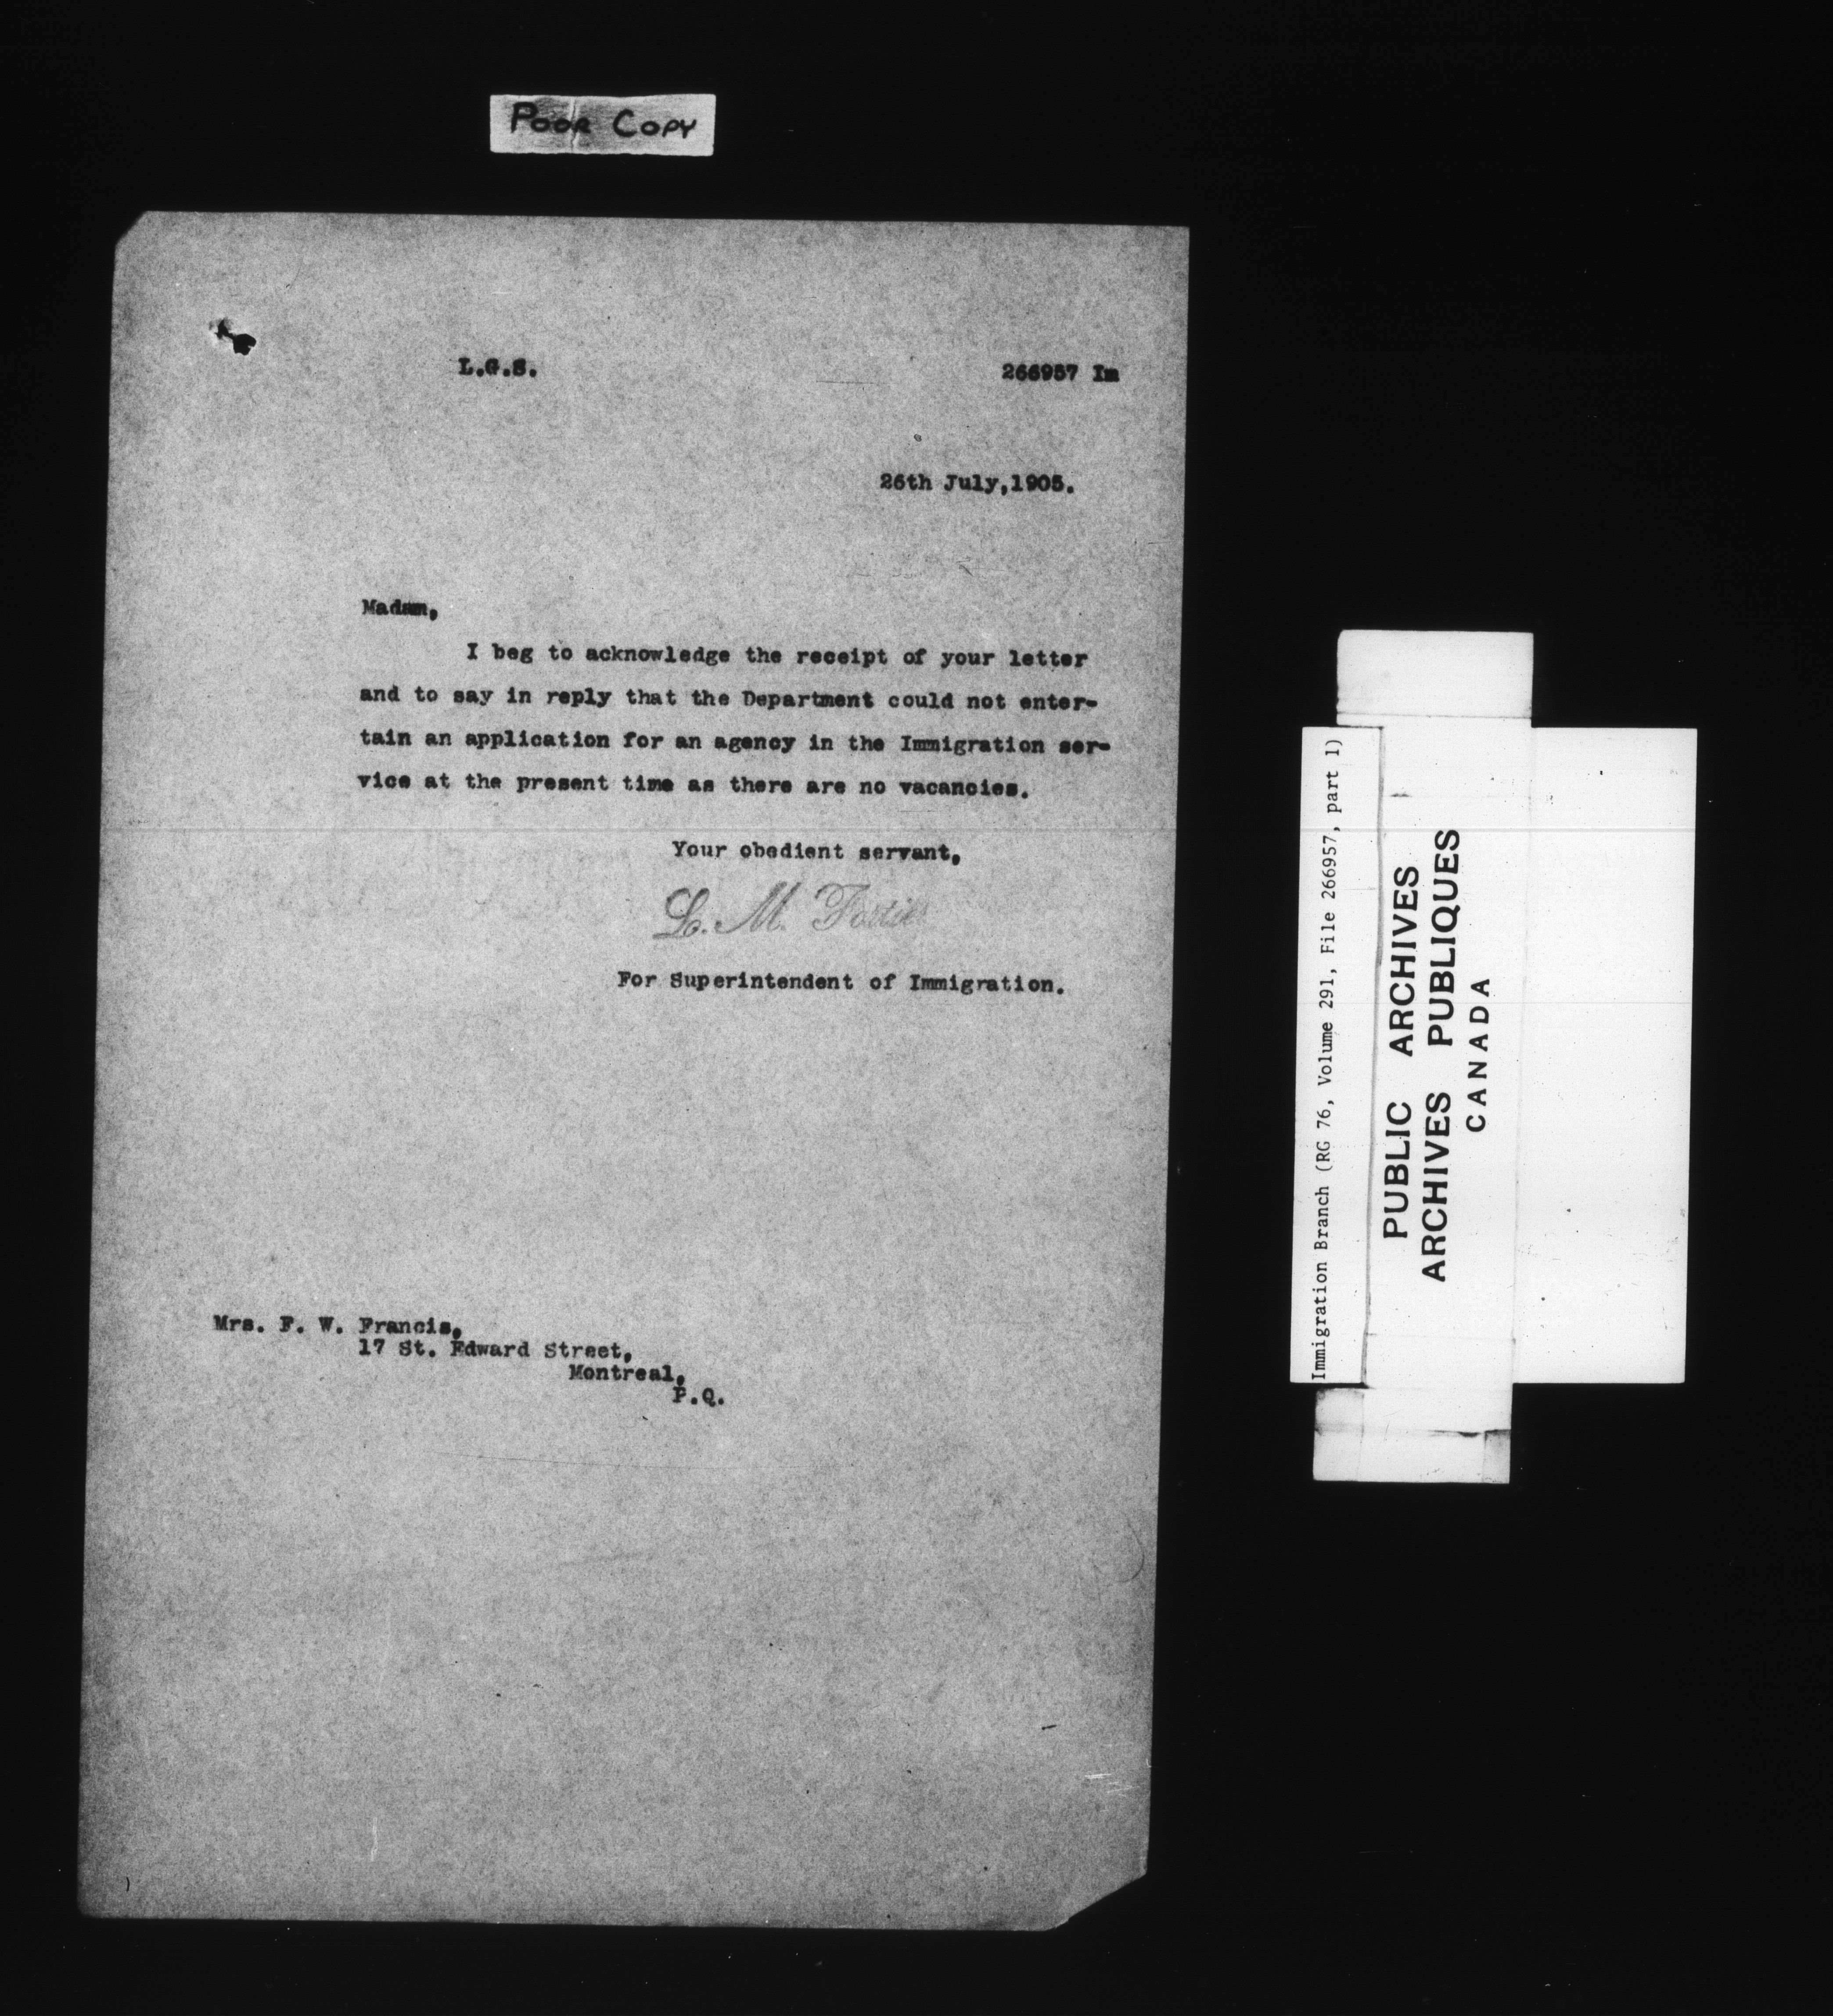 Poor Copy
L.G.S. 266957 Im
26th July,1905.
Madam,
I beg to acknowledge the receipt of your letter
and to say in reply that the Department could not enter-
tain an application for an agency in the Immigration ser-
vice at the present time as there are no vacancies.
Your obedient servant,
L. M. Fortier
For Superintendent of Immigration.
Mrs. F. W. Francis,
17 St. Edward Street,
Montreal,
P.Q.
Immigration Branch (RG 76, Volume 291, File 266957, part 1)
PUBLIC ARCHIVES
ARCHIVES PUBLIQUES
CANADA